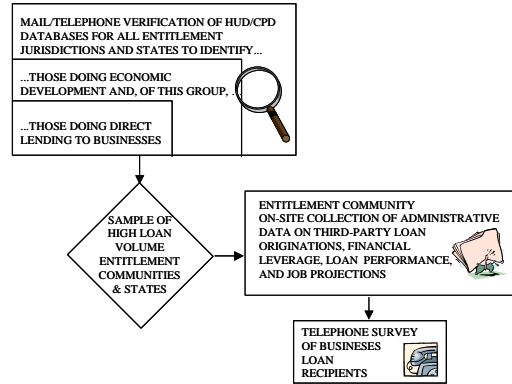 MAIL/TELEPHONE VERIFICATION OF HUD/CPD
DATABASES FOR ALL ENTITLEMENT
JURISDICTIONS AND STATES TO IDENTIFY...
...THOSE DOING ECONOMIC
DEVELOPMENT AND, OF THIS GROUP, ..
...THOSE DOING DIRECT
LENDING TO BUSINESSES
SAMPLE OF
HIGH LOAN
VOLUME
ENTITLEMENT
COMMUNITIES
& STATES
ENTITLEMENT COMMUNITY
ON-SITE COLLECTION OF ADMINISTRATIVE
DATA ON THIRD-PARTY LOAN
ORIGINATIONS, FINANCIAL
LEVERAGE, LOAN PERFORMANCE,
AND JOB PROJECTIONS
TELEPHONE SURVEY
OF BUSINESES
LOAN
RECIPIENTS